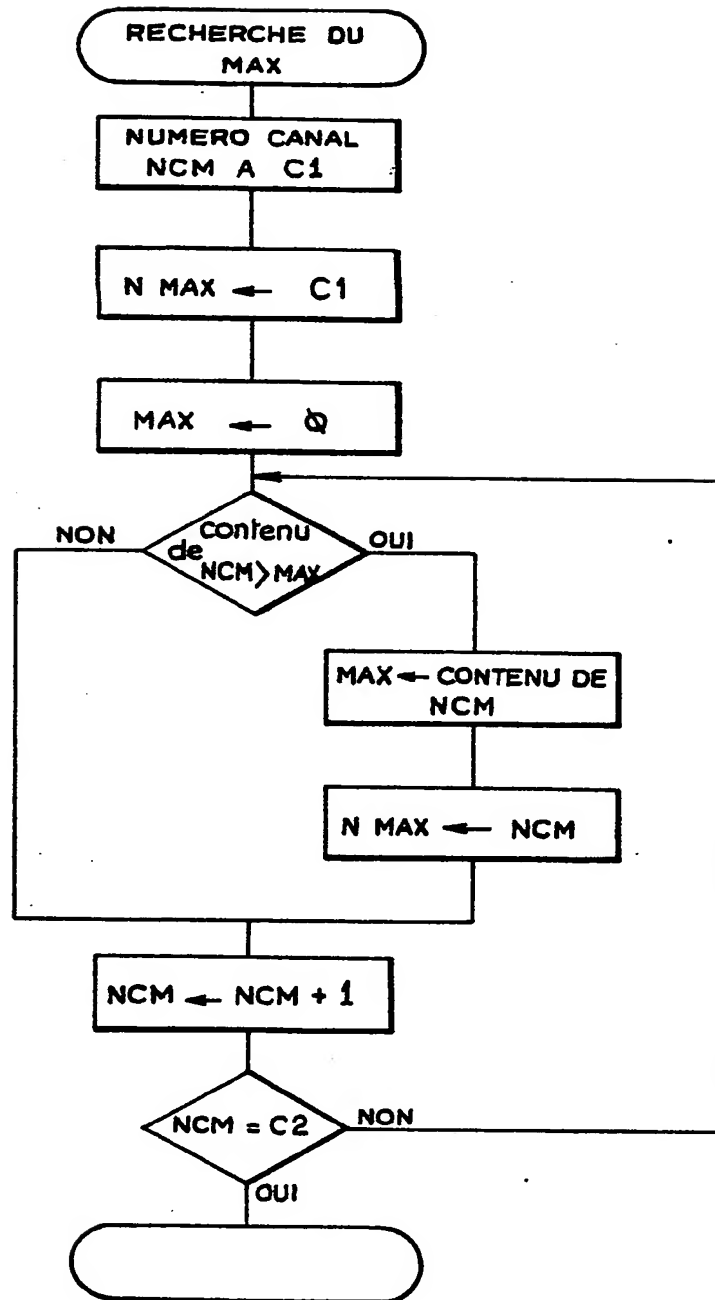 RECHERCHE DU
MAX
NUMERO CANAL
NCM A C1
N MAX ← C1
MAX ← Ø
NON
contenu
de
NCM>MAX
OUI
MAX ← CONTENU DE
NCM
N MAX ← NCM
NCM ← NCM + 1
NCM = C2
NON
OUI